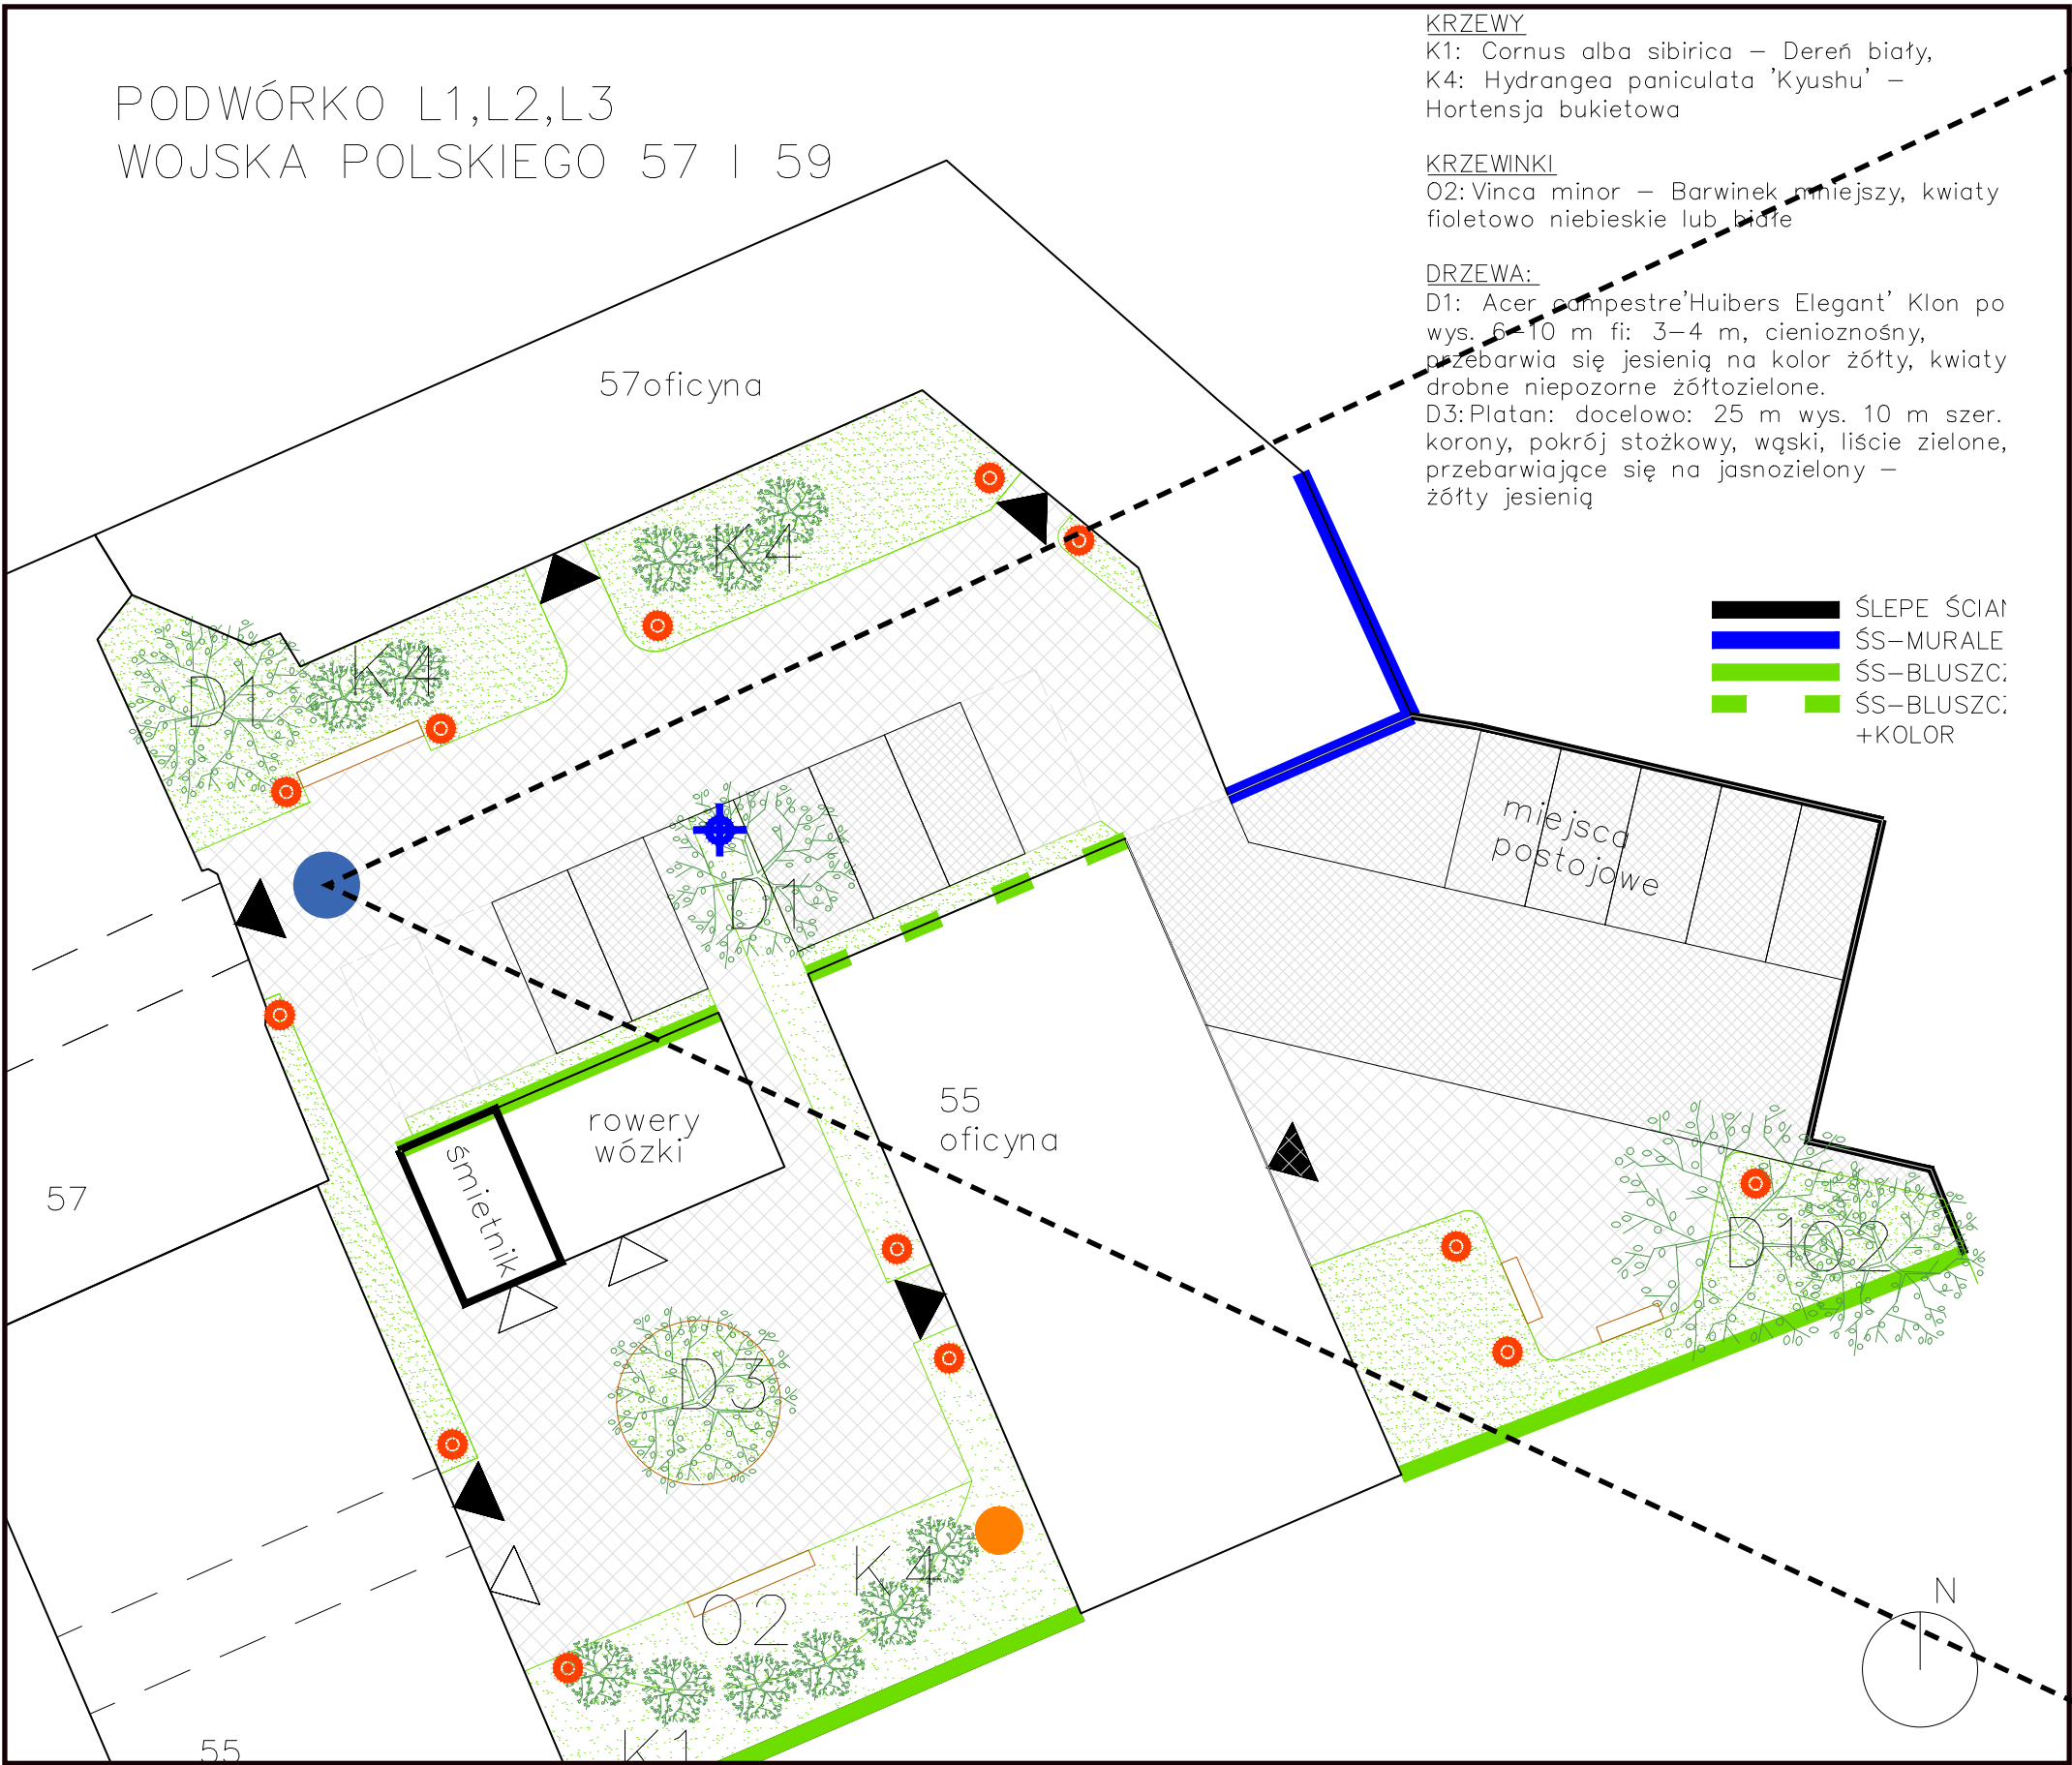 PODWÓRKO L1,L2,L3
WOJSKA POLSKIEGO 57 I 59
KRZEWY
K1: Cornus alba sibirica – Dereń biały,
K4: Hydrangea paniculata 'Kyushu' –
Hortensja bukietowa
KRZEWINKI
O2: Vinca minor – Barwinek mniejszy, kwiaty
fioletowo niebieskie lub białe
DRZEWA:
D1: Acer campestre'Huibers Elegant' Klon po
wys. 6–10 m fi: 3–4 m, cienioznośny,
przebarwia się jesienią na kolor żółty, kwiaty
drobne niepozorne żółtozielone.
D3: Platan: docelowo: 25 m wys. 10 m szer.
korony, pokrój stożkowy, wąski, liście zielone,
przebarwiające się na jasnozielony –
żółty jesienią
ŚLEPE ŚCIAN
ŚS–MURALE
ŚS–BLUSZCZ
ŚS–BLUSZCZ
+KOLOR
57oficyna
K4
K4
D1
D1
miejsca
postojowe
rowery
wózki
śmietnik
55
oficyna
57
D1
O2
D3
K4
O2
K1
55
N